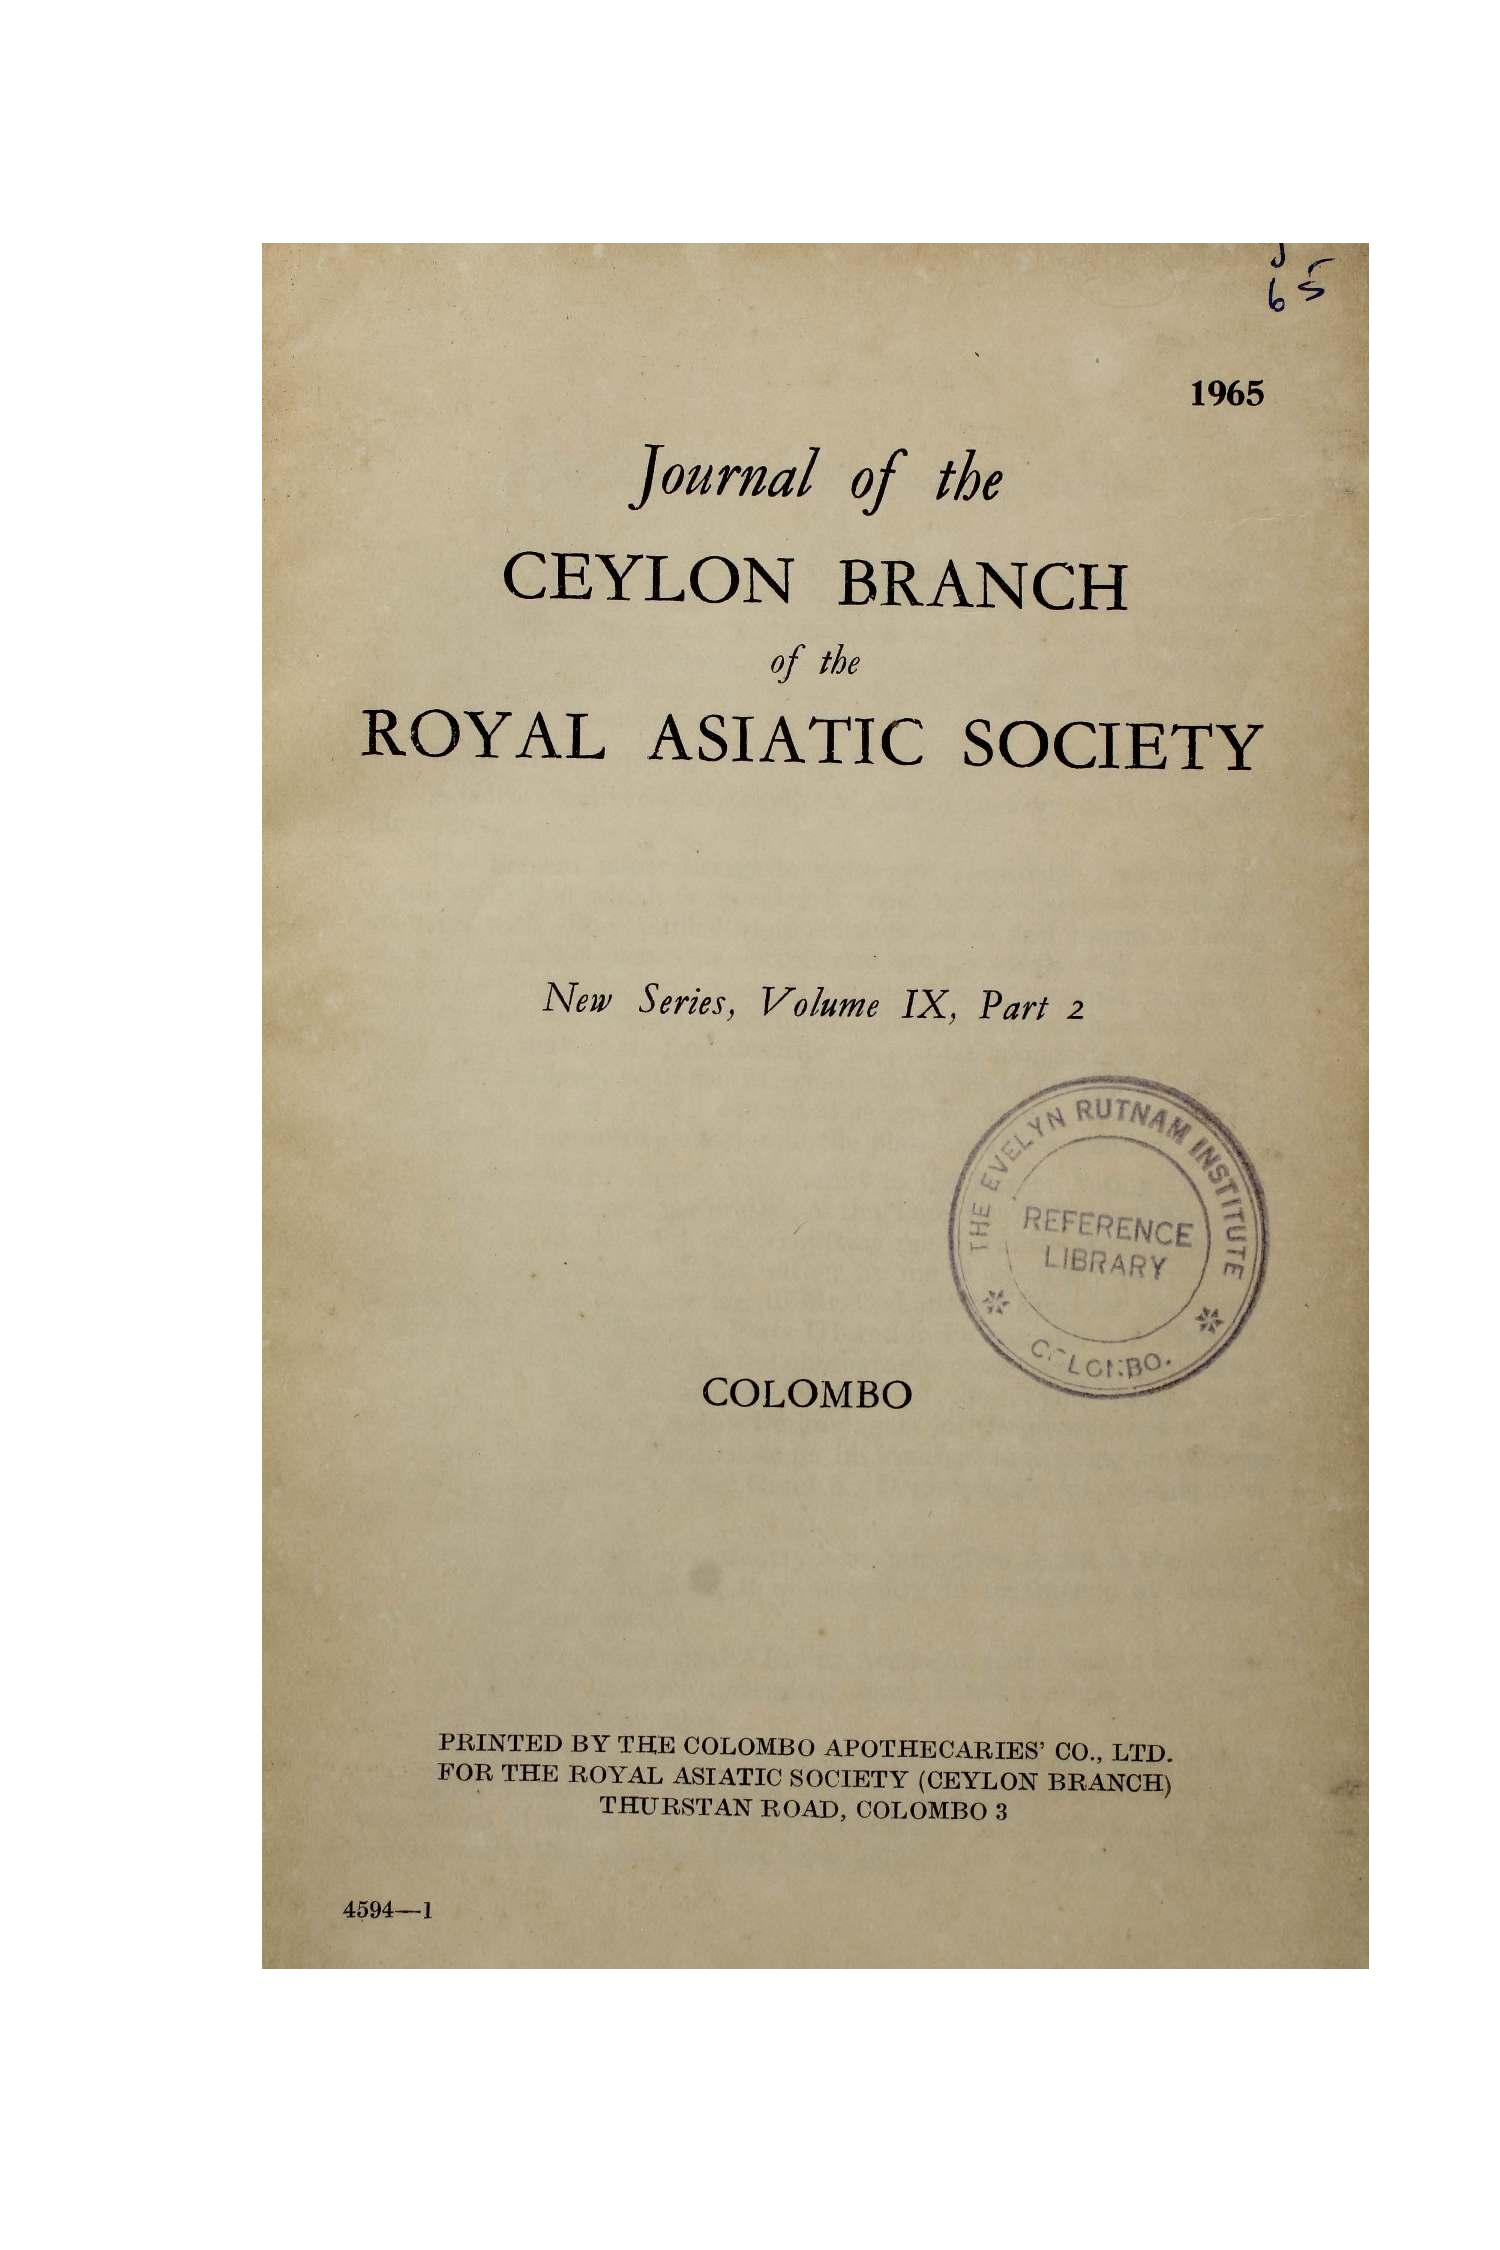 65
1965
Journal of the
CEYLON BRANCH
of the
ROYAL ASIATIC SOCIETY
New Series, Volume IX, Part 2
THE EVELYN RUTNAM INSTITUTE
REFERENCE
LIBRARY
COLOMBO.
COLOMBO
PRINTED BY THE COLOMBO APOTHECARIES' CO., LTD.
FOR THE ROYAL ASIATIC SOCIETY (CEYLON BRANCH)
THURSTAN ROAD, COLOMBO 3
4594—1